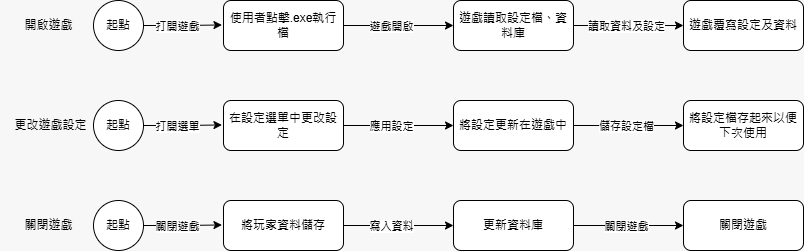 開啟遊戲
起點
打開遊戲
使用者點擊.exe執行
檔
遊戲開啟
遊戲讀取設定檔、資
料庫
讀取資料及設定
遊戲覆寫設定及資料
更改遊戲設定
起點
打開選單
在設定選單中更改設
定
應用設定
將設定更新在遊戲中
儲存設定檔
將設定檔存起來以便
下次使用
關閉遊戲
起點
關閉遊戲
將玩家資料儲存
寫入資料
更新資料庫
關閉遊戲
關閉遊戲